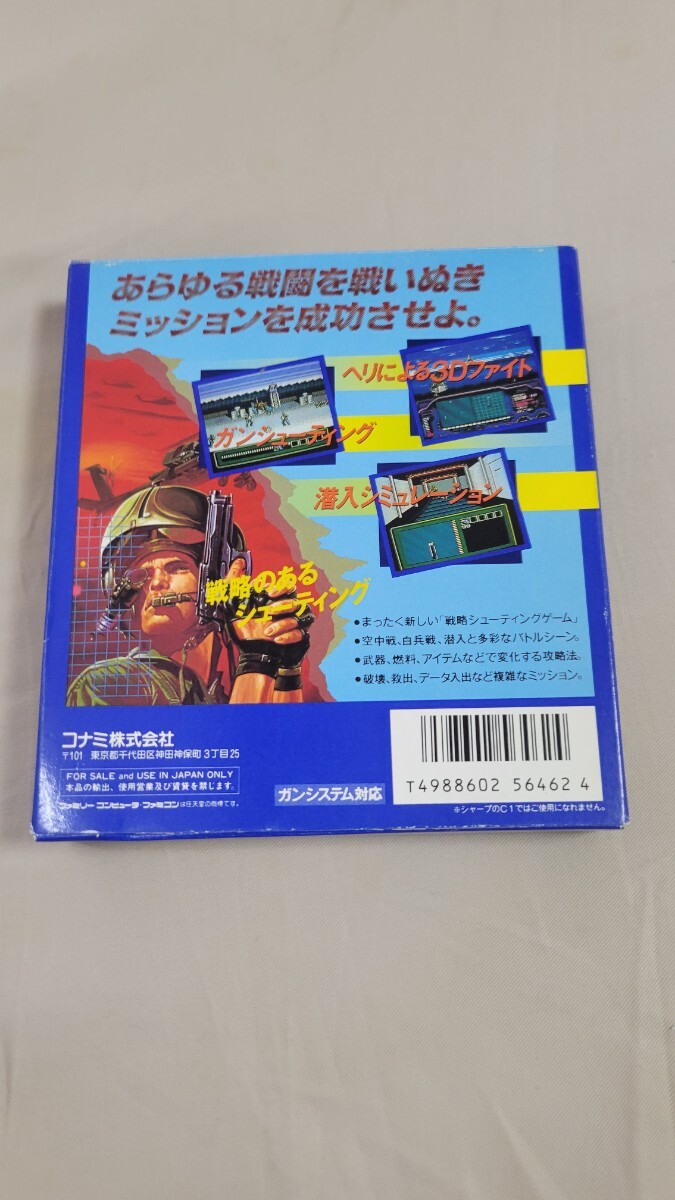 あらゆる戦闘を戦いぬき
ミッションを成功させよ。
ヘリによる3Dファイト
ガンシューティング
潜入シミュレーション
戦略のある
シューティング
●まったく新しい「戦略シューティングゲーム」
●空中戦、白兵戦、潜入と多彩なバトルシーン。
●武器、燃料、アイテムなどで変化する攻略法。
●破壊、救出、データ入出など複雑なミッション。
コナミ株式会社
〒101 東京都千代田区神田神保町3丁目25
FOR SALE and USE IN JAPAN ONLY
本品の輸出、使用営業及び賃貸を禁じます。
ファミリーコンピュータ・ファミコンは任天堂の商標です。
ガンシステム対応
T4988602 56462 4
※シャープのC1ではご使用になれません。